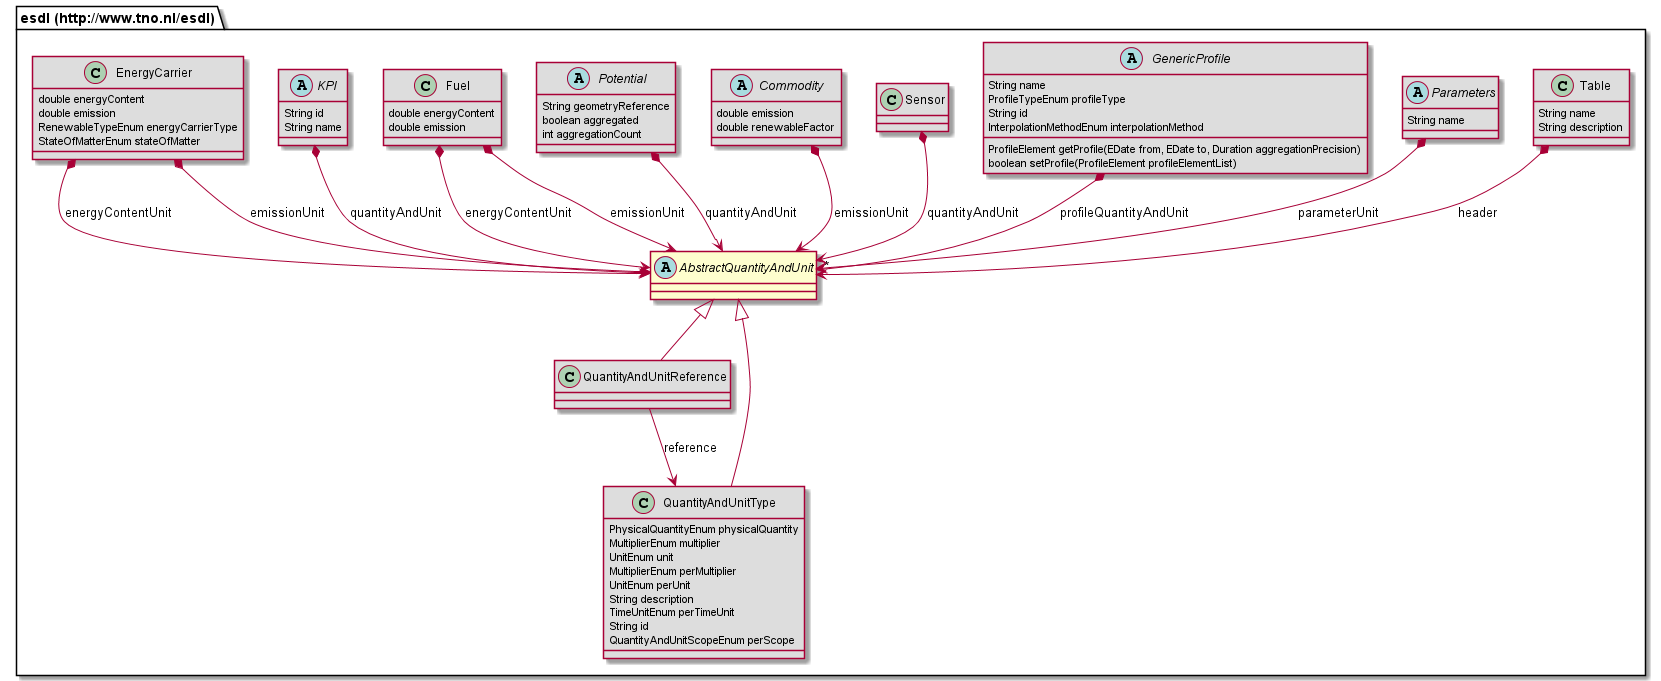 esdl (http://www.tno.nl/esdl)
C EnergyCarrier
double energyContent
double emission
RenewableTypeEnum energyCarrierType
StateOfMatterEnum stateOfMatter
A KPI
String id
String name
C Fuel
double energyContent
double emission
A Potential
String geometryReference
boolean aggregated
int aggregationCount
A Commodity
double emission
double renewableFactor
C Sensor
A GenericProfile
String name
ProfileTypeEnum profileType
String id
InterpolationMethodEnum interpolationMethod
ProfileElement getProfile(EDate from, EDate to, Duration aggregationPrecision)
boolean setProfile(ProfileElement profileElementList)
A Parameters
String name
C Table
String name
String description
energyContentUnit
emissionUnit
quantityAndUnit
energyContentUnit
emissionUnit
quantityAndUnit
emissionUnit
quantityAndUnit
profileQuantityAndUnit
parameterUnit
header
A AbstractQuantityAndUnit
*
C QuantityAndUnitReference
reference
C QuantityAndUnitType
PhysicalQuantityEnum physicalQuantity
MultiplierEnum multiplier
UnitEnum unit
MultiplierEnum perMultiplier
UnitEnum perUnit
String description
TimeUnitEnum perTimeUnit
String id
QuantityAndUnitScopeEnum perScope